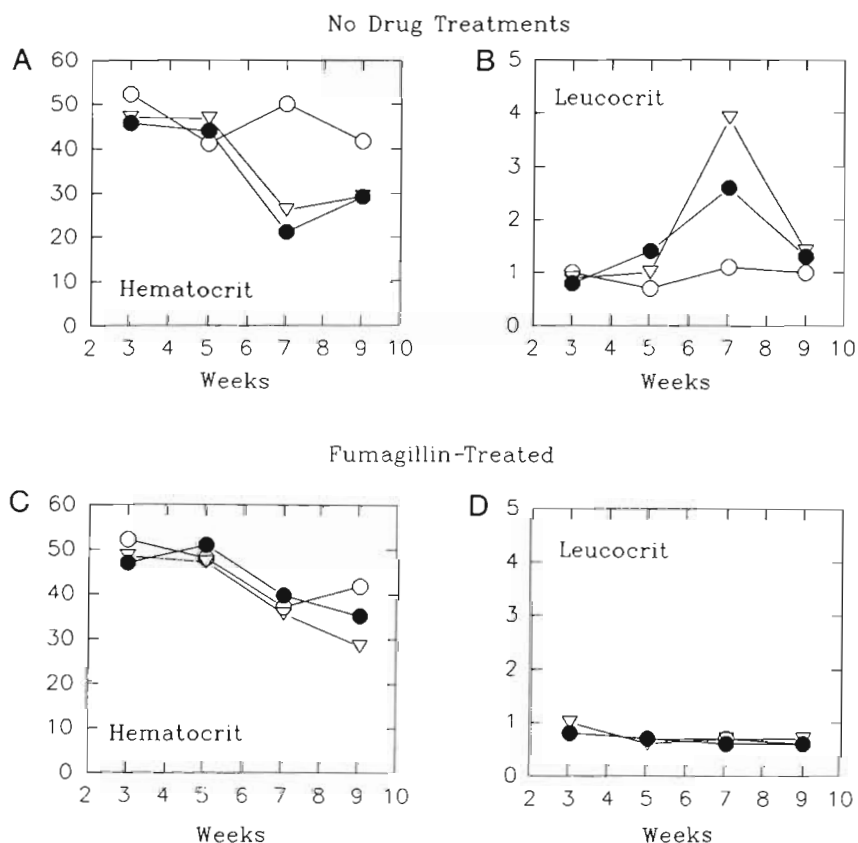 No Drug Treatments
A
B
60
50
40
30
20
10
0
Hematocrit
2 3 4 5 6 7 8 9 10
Weeks
5
4
3
2
1
0
Leucocrit
2 3 4 5 6 7 8 9 10
Weeks
Fumagillin-Treated
C
D
60
50
40
30
20
10
0
Hematocrit
2 3 4 5 6 7 8 9 10
Weeks
5
4
3
2
1
0
Leucocrit
2 3 4 5 6 7 8 9 10
Weeks